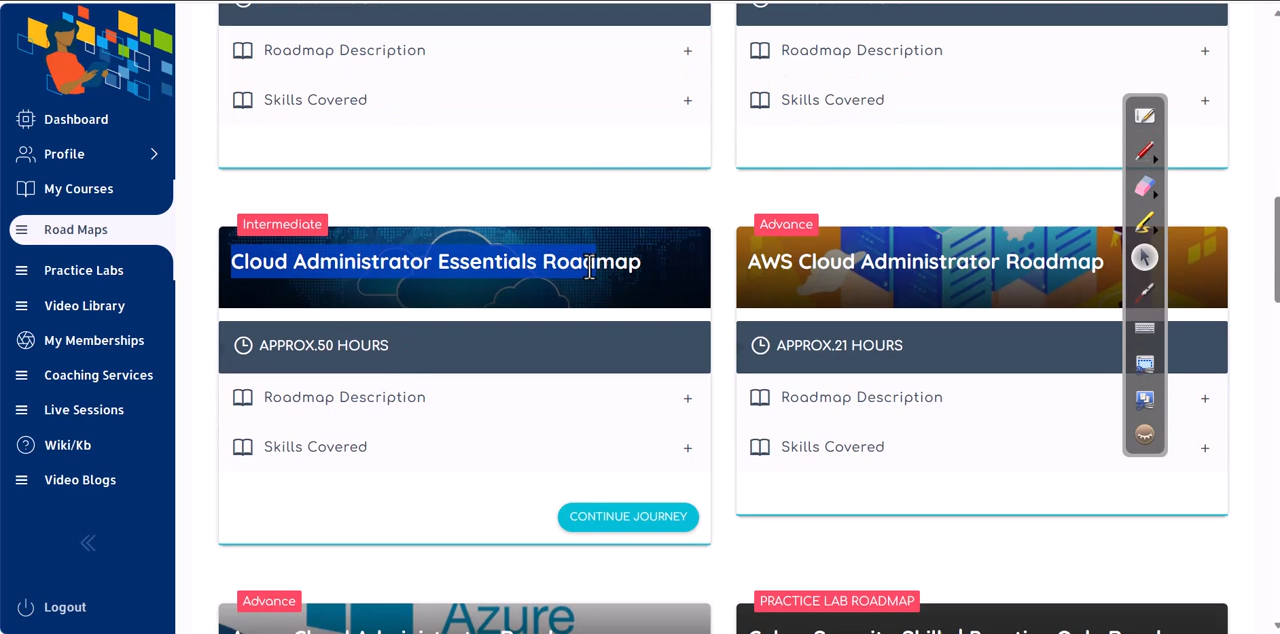 Dashboard
Profile
My Courses
Road Maps
Practice Labs
Video Library
My Memberships
Coaching Services
Live Sessions
Wiki/Kb
Video Blogs
Logout
Roadmap Description +
Skills Covered +
Roadmap Description +
Skills Covered +
Intermediate
Cloud Administrator Essentials Roadmap
APPROX.50 HOURS
Roadmap Description +
Skills Covered +
CONTINUE JOURNEY
Advance
AWS Cloud Administrator Roadmap
APPROX.21 HOURS
Roadmap Description +
Skills Covered +
Advance
Azure
PRACTICE LAB ROADMAP